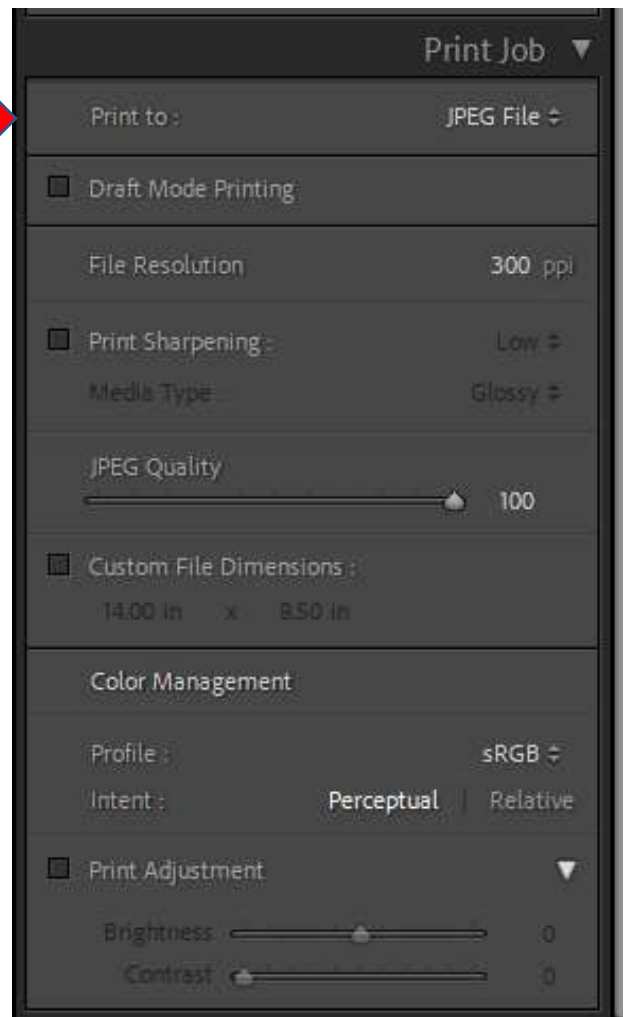 Print Job ▼
Print to : JPEG File
Draft Mode Printing
File Resolution 300 ppi
Print Sharpening : Low
Media Type : Glossy
JPEG Quality
100
Custom File Dimensions :
14.00 in x 8.50 in
Color Management
Profile : sRGB
Intent : Perceptual | Relative
Print Adjustment ▼
Brightness 0
Contrast 0